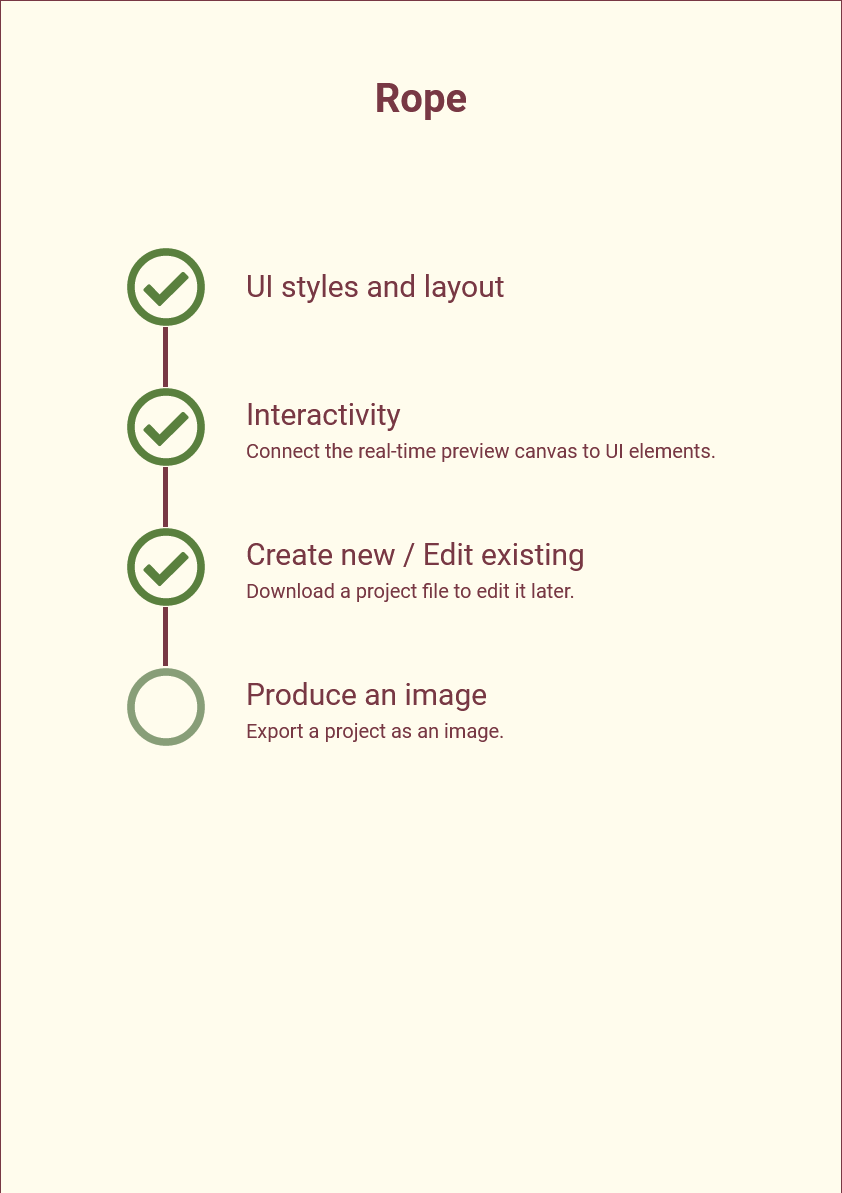 Rope
UI styles and layout
Interactivity
Connect the real-time preview canvas to UI elements.
Create new / Edit existing
Download a project file to edit it later.
Produce an image
Export a project as an image.